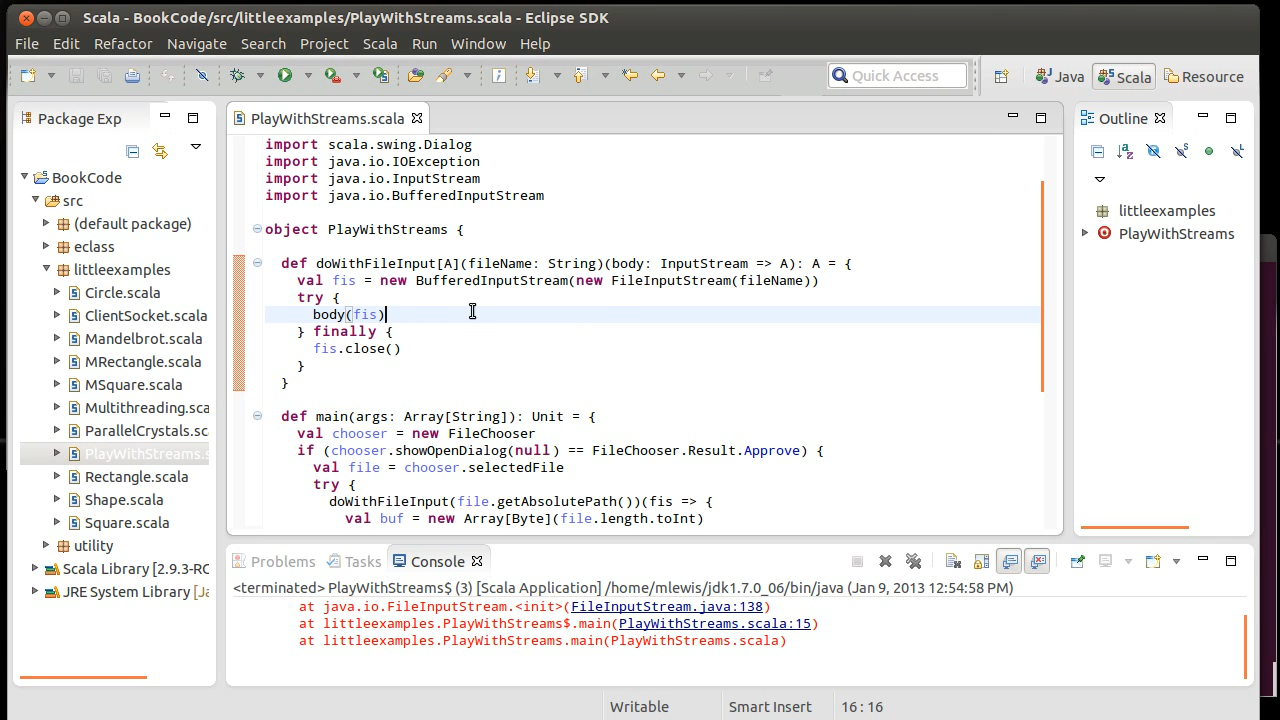 Scala - BookCode/src/littleexamples/PlayWithStreams.scala - Eclipse SDK
File Edit Refactor Navigate Search Project Scala Run Window Help
Quick Access
Java
Scala
Resource
Package Exp
BookCode
src
(default package)
eclass
littleexamples
Circle.scala
ClientSocket.scala
Mandelbrot.scala
MRectangle.scala
MSquare.scala
Multithreading.sca
ParallelCrystals.sc
PlayWithStreams.s
Rectangle.scala
Shape.scala
Square.scala
utility
Scala Library [2.9.3-RC
JRE System Library [Ja
PlayWithStreams.scala
import scala.swing.Dialog
import java.io.IOException
import java.io.InputStream
import java.io.BufferedInputStream
object PlayWithStreams {
def doWithFileInput[A](fileName: String)(body: InputStream => A): A = {
val fis = new BufferedInputStream(new FileInputStream(fileName))
try {
body(fis)
} finally {
fis.close()
}
}
def main(args: Array[String]): Unit = {
val chooser = new FileChooser
if (chooser.showOpenDialog(null) == FileChooser.Result.Approve) {
val file = chooser.selectedFile
try {
doWithFileInput(file.getAbsolutePath())(fis => {
val buf = new Array[Byte](file.length.toInt)
Outline
littleexamples
PlayWithStreams
Problems
Tasks
Console
<terminated> PlayWithStreams$ (3) [Scala Application] /home/mlewis/jdk1.7.0_06/bin/java (Jan 9, 2013 12:54:58 PM)
at java.io.FileInputStream.<init>(FileInputStream.java:138)
at littleexamples.PlayWithStreams$.main(PlayWithStreams.scala:15)
at littleexamples.PlayWithStreams.main(PlayWithStreams.scala)
Writable
Smart Insert
16 : 16